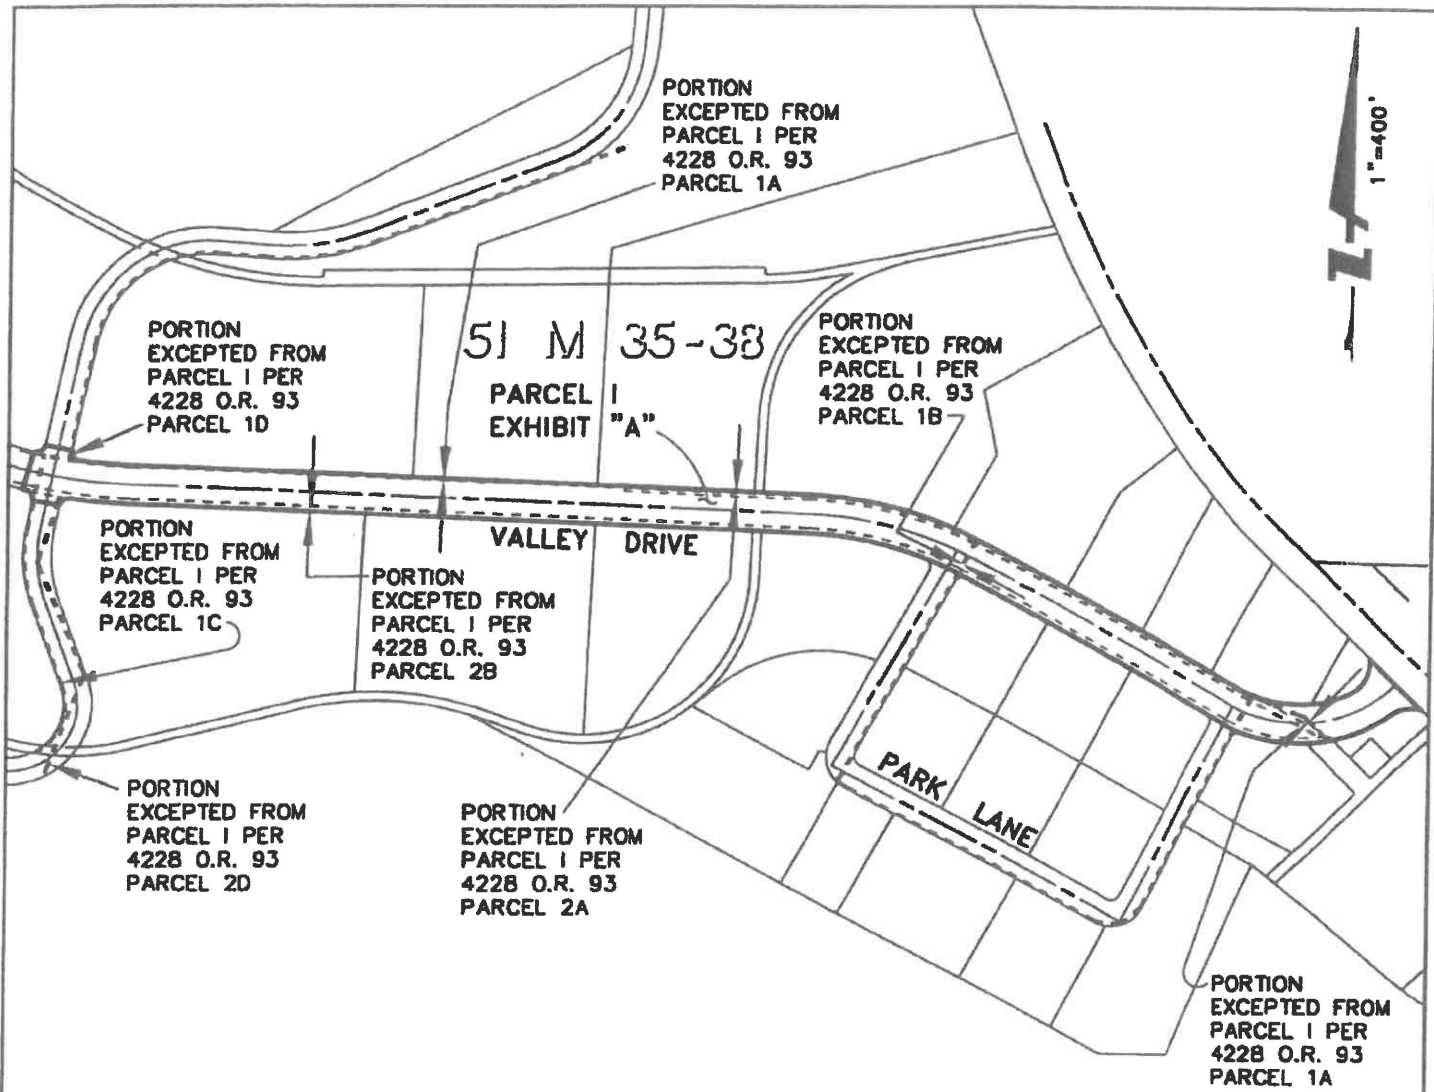 PORTION
EXCEPTED FROM
PARCEL I PER
4228 O.R. 93
PARCEL 1A
1"=400'
N
PORTION
EXCEPTED FROM
PARCEL I PER
4228 O.R. 93
PARCEL 1D
51 M 35-38
PARCEL I
EXHIBIT "A"
PORTION
EXCEPTED FROM
PARCEL I PER
4228 O.R. 93
PARCEL 1B
PORTION
EXCEPTED FROM
PARCEL I PER
4228 O.R. 93
PARCEL 1C
VALLEY DRIVE
PORTION
EXCEPTED FROM
PARCEL I PER
4228 O.R. 93
PARCEL 2B
PORTION
EXCEPTED FROM
PARCEL I PER
4228 O.R. 93
PARCEL 2D
PORTION
EXCEPTED FROM
PARCEL I PER
4228 O.R. 93
PARCEL 2A
PARK LANE
PORTION
EXCEPTED FROM
PARCEL I PER
4228 O.R. 93
PARCEL 1A